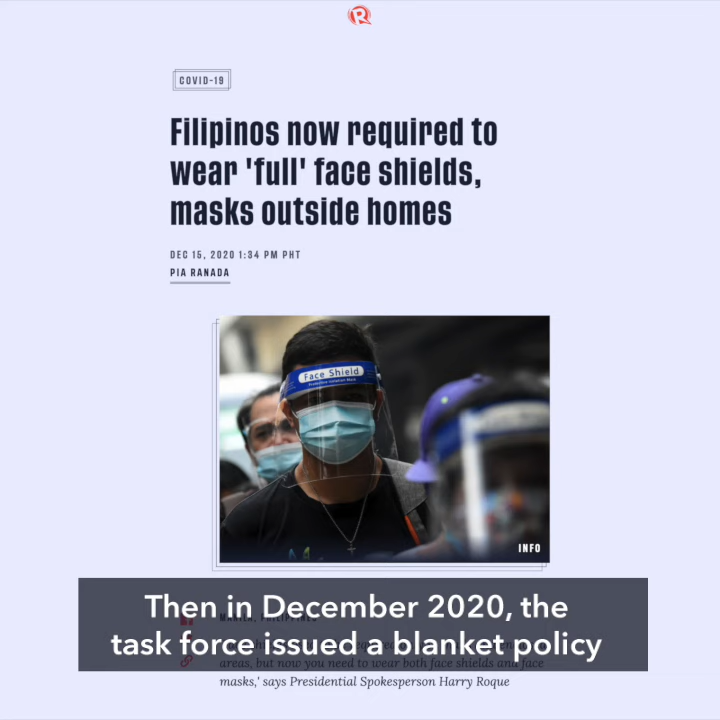 R
COVID-19
Filipinos now required to
wear 'full' face shields,
masks outside homes
DEC 15, 2020 1:34 PM PHT
PIA RANADA
Face Shield
INFO
MANILA, PHILIPPINES
Then in December 2020, the
task force issued a blanket policy
areas, but now you need to wear both face shields and face
masks,' says Presidential Spokesperson Harry Roque